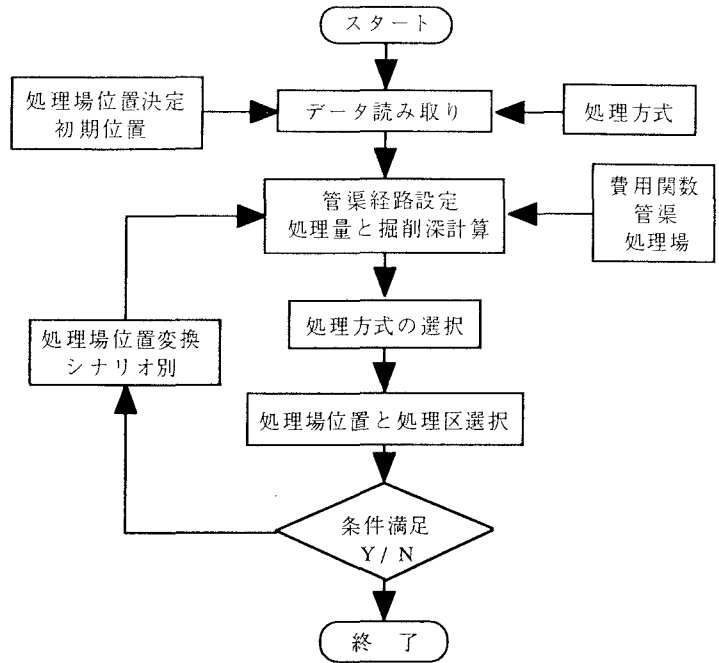 スタート
処理場位置決定
初期位置
データ読み取り
処理方式
管渠経路設定
処理量と掘削深計算
費用関数
管渠
処理場
処理方式の選択
処理場位置変換
シナリオ別
処理場位置と処理区選択
条件満足
Y/ N
終 了